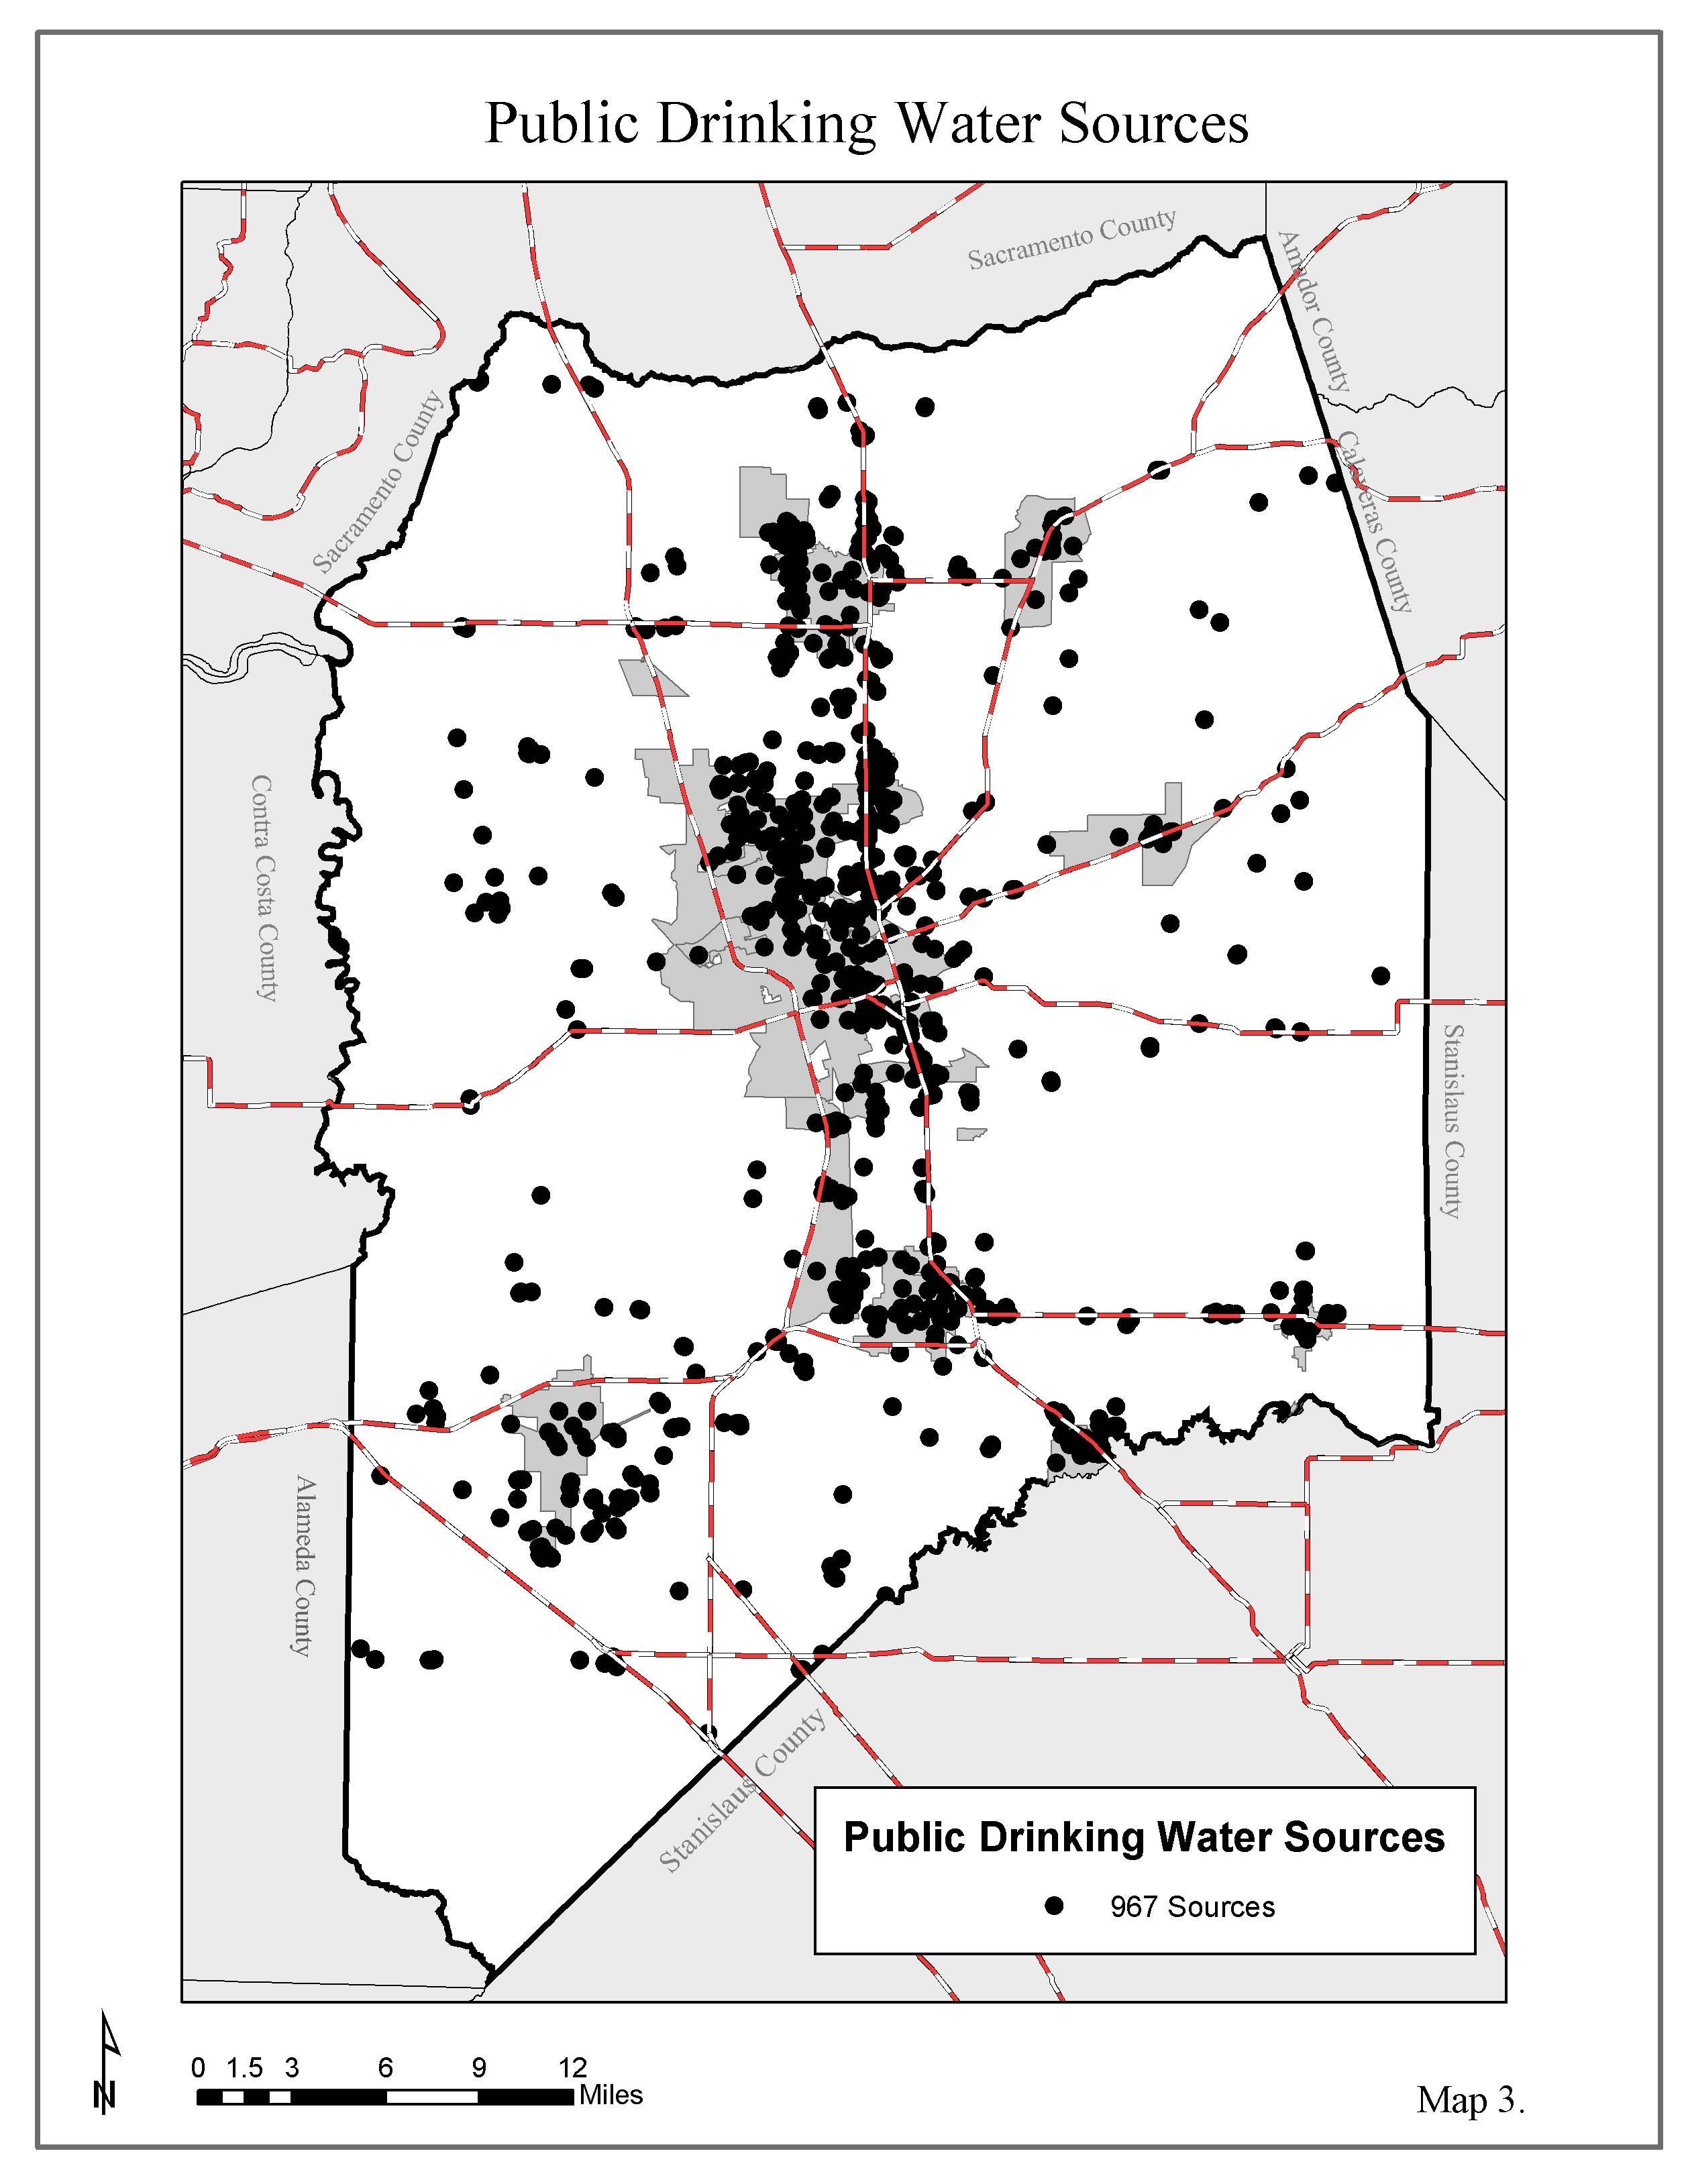 Public Drinking Water Sources
Sacramento County
Amador County
Sacramento County
Calaveras County
Contra Costa County
Stanislaus County
Alameda County
Stanislaus County
Public Drinking Water Sources
967 Sources
0 1.5 3 6 9 12
Miles
N
Map 3.